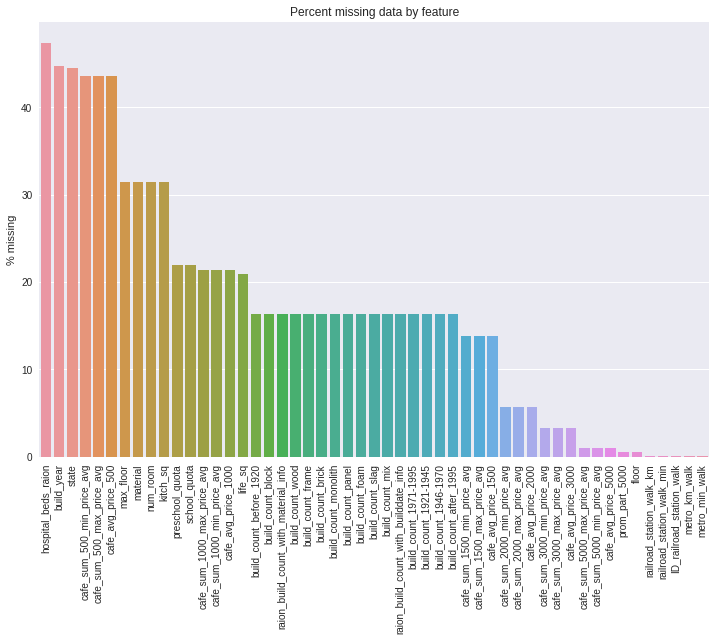 Percent missing data by feature
% missing
40
30
20
10
0
hospital_beds_raion
build_year
state
cafe_sum_500_min_price_avg
cafe_sum_500_max_price_avg
cafe_avg_price_500
max_floor
material
num_room
kitch_sq
preschool_quota
school_quota
cafe_sum_1000_max_price_avg
cafe_sum_1000_min_price_avg
cafe_avg_price_1000
life_sq
build_count_before_1920
build_count_block
raion_build_count_with_material_info
build_count_wood
build_count_frame
build_count_brick
build_count_monolith
build_count_panel
build_count_foam
build_count_slag
build_count_mix
raion_build_count_with_builddate_info
build_count_1971-1995
build_count_1921-1945
build_count_1946-1970
build_count_after_1995
cafe_sum_1500_min_price_avg
cafe_sum_1500_max_price_avg
cafe_avg_price_1500
cafe_sum_2000_min_price_avg
cafe_sum_2000_max_price_avg
cafe_avg_price_2000
cafe_sum_3000_min_price_avg
cafe_sum_3000_max_price_avg
cafe_avg_price_3000
cafe_sum_5000_max_price_avg
cafe_sum_5000_min_price_avg
cafe_avg_price_5000
prom_part_5000
floor
railroad_station_walk_km
railroad_station_walk_min
ID_railroad_station_walk
metro_km_walk
metro_min_walk